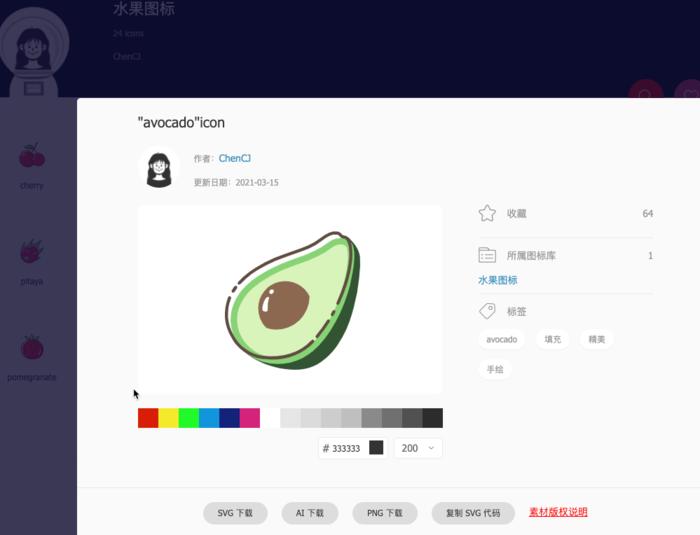 水果图标
24 icons
ChenCJ
"avocado"icon
作者：ChenCJ
更新日期：2021-03-15
cherry
pitaya
pomegranate
收藏 64
所属图标库 1
水果图标
标签
avocado 填充 精美
手绘
# 333333 200
SVG 下载 AI 下载 PNG 下载 复制 SVG 代码 素材版权说明